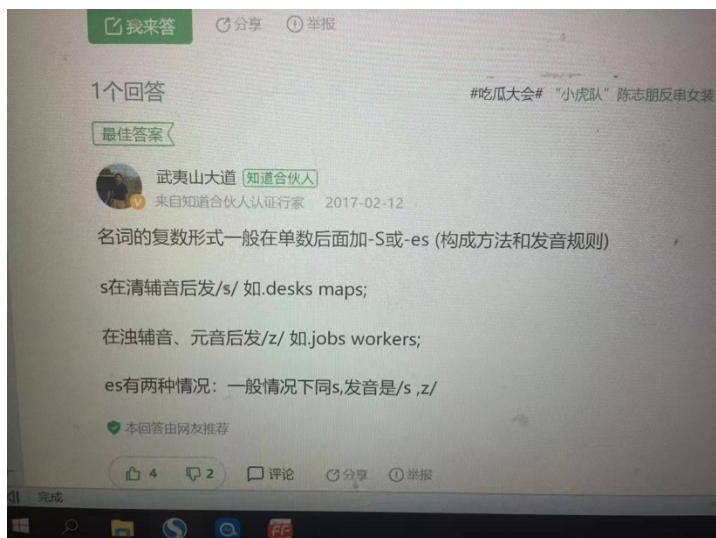 我来答 分享 举报
1个回答
#吃瓜大会# “小虎队”陈志朋反串女装
最佳答案
武夷山大道 知道合伙人
来自知道合伙人认证行家 2017-02-12
名词的复数形式一般在单数后面加-S或-es (构成方法和发音规则)
s在清辅音后发/s/ 如.desks maps;
在浊辅音、元音后发/z/ 如.jobs workers;
es有两种情况：一般情况下同s,发音是/s ,z/
本回答由网友推荐
4 2 评论 分享 举报
完成